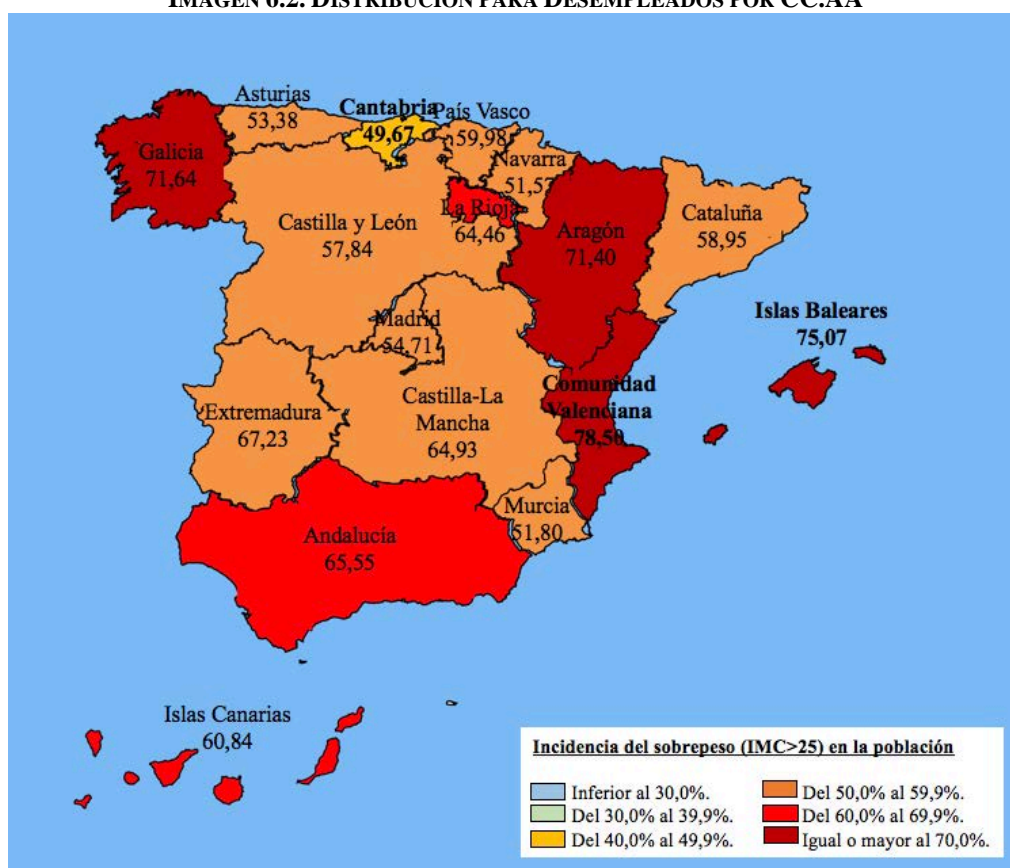 IMAGEN 6.2. DISTRIBUCIÓN PARA DESEMPLEADOS POR CC.AA
Asturias
53,38
Cantabria
49,67
País Vasco
59,98
Navarra
51,57
Galicia
71,64
La Rioja
64,46
Castilla y León
57,84
Aragón
71,40
Cataluña
58,95
Islas Baleares
75,07
Madrid
54,71
Comunidad
Valenciana
78,50
Castilla-La
Mancha
64,93
Extremadura
67,23
Murcia
51,80
Andalucía
65,55
Islas Canarias
60,84
Incidencia del sobrepeso (IMC>25) en la población
Inferior al 30,0%.
Del 30,0% al 39,9%.
Del 40,0% al 49,9%.
Del 50,0% al 59,9%.
Del 60,0% al 69,9%.
Igual o mayor al 70,0%.